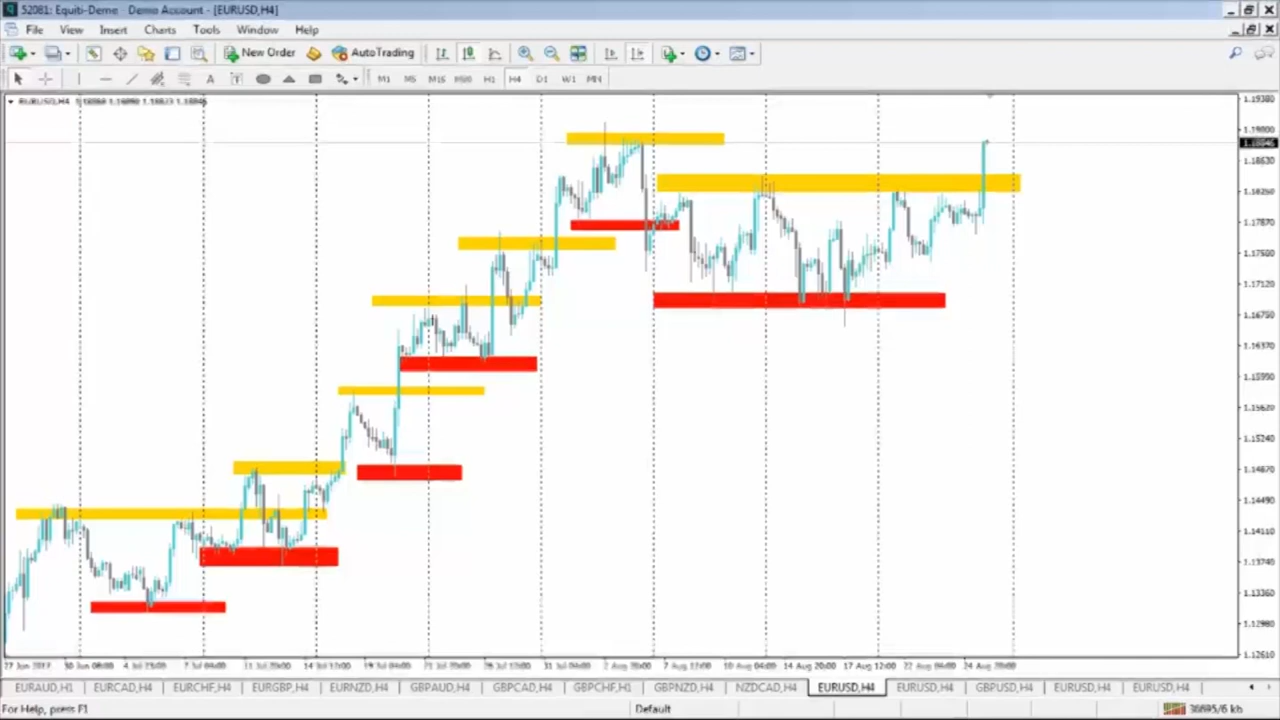 52081: Equiti-Demo - Demo Account - [EURUSD,H4]
File View Insert Charts Tools Window Help
New Order AutoTrading
A T M1 M5 M15 M30 H1 H4 D1 W1 MN
EURUSD,H4
1.19380
1.19000
1.18846
1.18630
1.18250
1.17870
1.17500
1.17120
1.16750
1.16370
1.15990
1.15620
1.15240
1.14870
1.14490
1.14110
1.13740
1.13360
1.12980
1.12610
27 Jun 2017 30 Jun 08:00 7 Jul 04:00 11 Jul 20:00 14 Jul 12:00 19 Jul 04:00 21 Jul 20:00 26 Jul 12:00 31 Jul 04:00 2 Aug 20:00 7 Aug 12:00 10 Aug 04:00 14 Aug 20:00 17 Aug 12:00 22 Aug 04:00 24 Aug 20:00
EURAUD,H1 EURCAD,H4 EURCHF,H4 EURGBP,H4 EURNZD,H4 GBPAUD,H4 GBPCAD,H4 GBPCHF,H1 GBPNZD,H4 NZDCAD,H4 EURUSD,H4 EURUSD,H4 GBPUSD,H4 EURUSD,H4 EURUSD,H4
For Help, press F1 Default 38695/6 kb